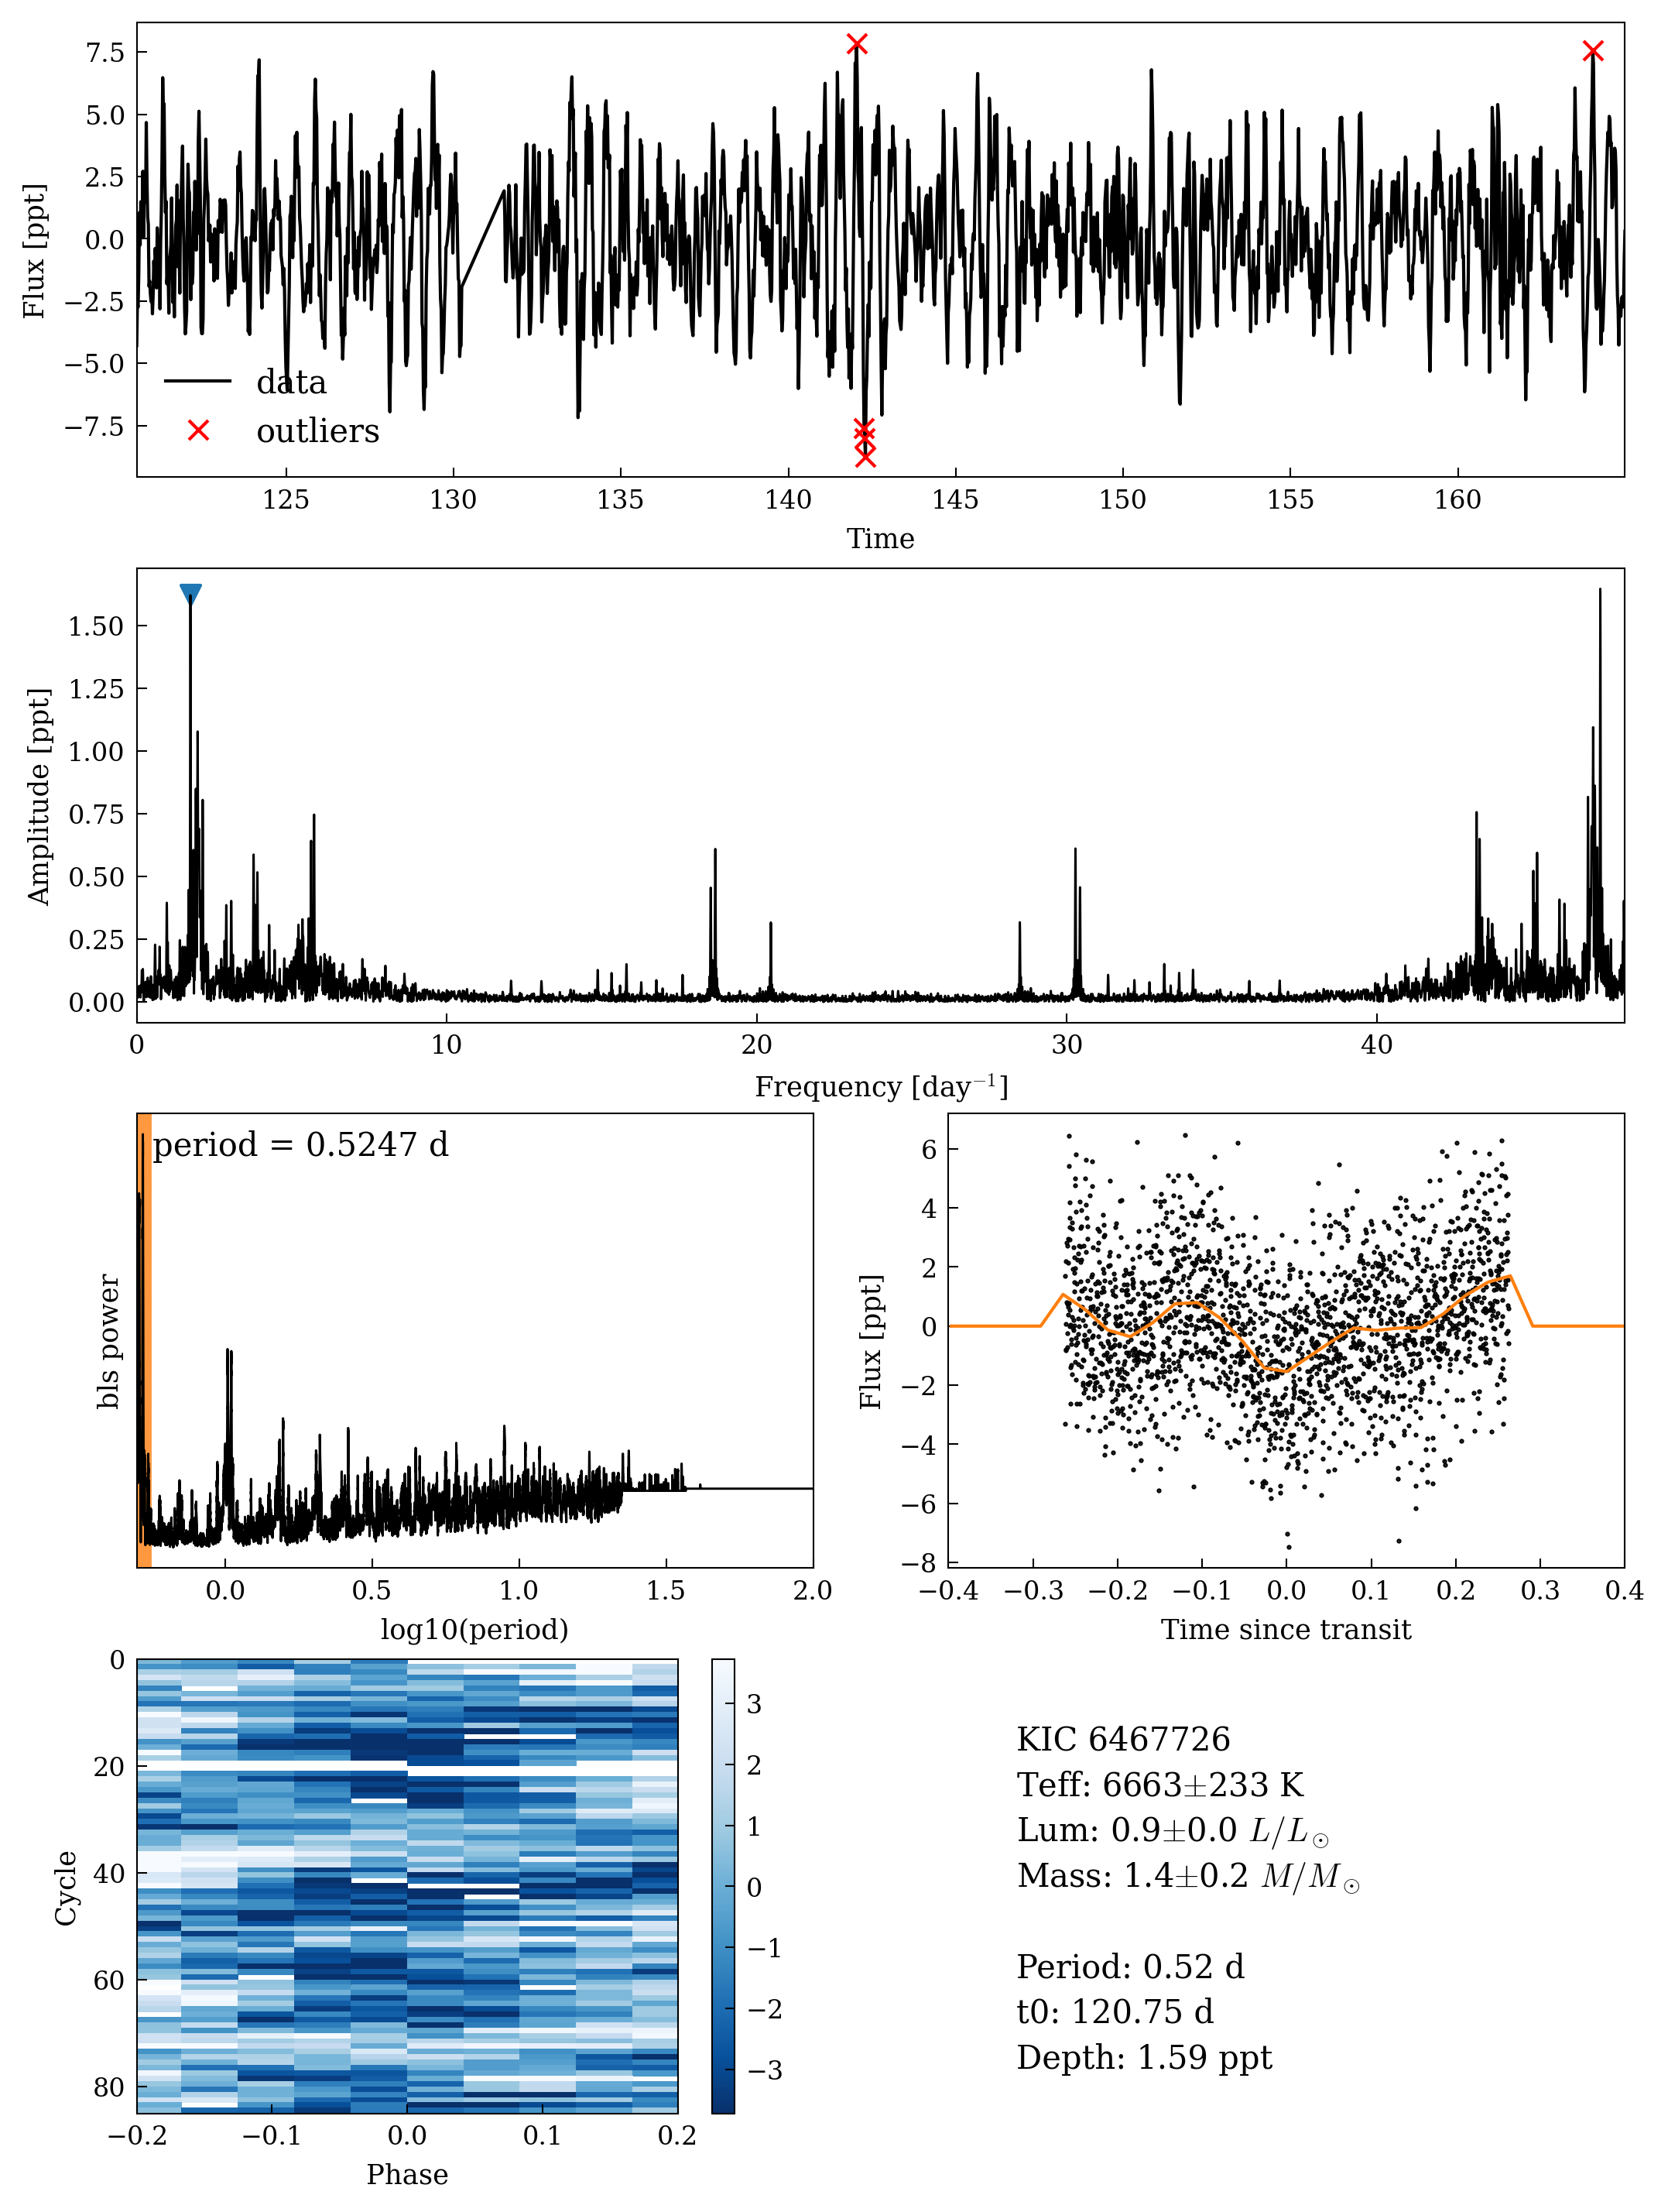 7.5
5.0
2.5
0.0
−2.5
−5.0
−7.5
Flux [ppt]
data
outliers
125 130 135 140 145 150 155 160
Time
1.50
1.25
1.00
0.75
0.50
0.25
0.00
Amplitude [ppt]
0 10 20 30 40
Frequency [day⁻¹]
period = 0.5247 d
bls power
0.0 0.5 1.0 1.5 2.0
log10(period)
6
4
2
0
−2
−4
−6
−8
Flux [ppt]
−0.4 −0.3 −0.2 −0.1 0.0 0.1 0.2 0.3 0.4
Time since transit
0
20
40
60
80
Cycle
−0.2 −0.1 0.0 0.1 0.2
Phase
3
2
1
0
−1
−2
−3
KIC 6467726
Teff: 6663±233 K
Lum: 0.9±0.0 L/L⊙
Mass: 1.4±0.2 M/M⊙
Period: 0.52 d
t0: 120.75 d
Depth: 1.59 ppt